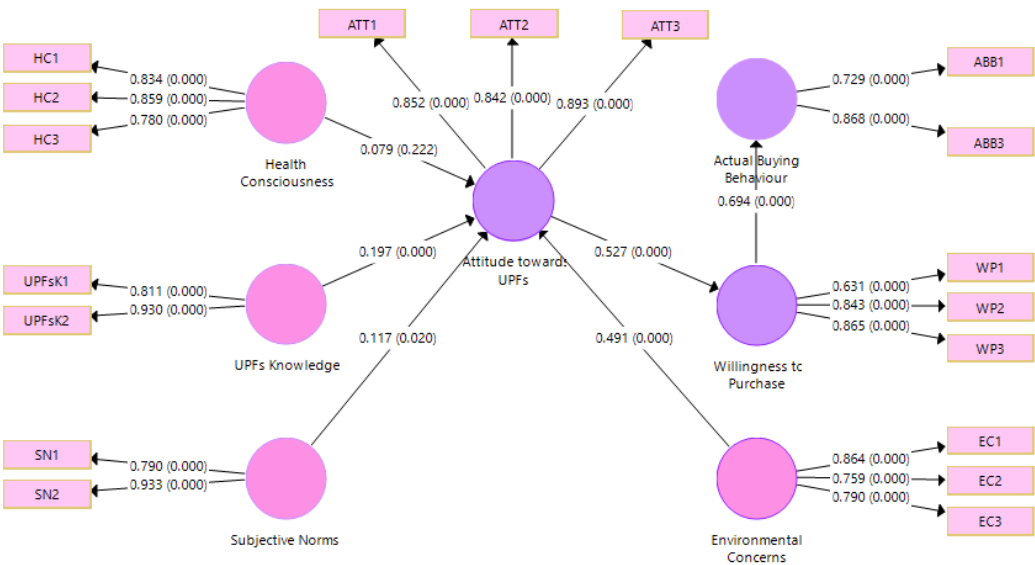 ATT1
ATT2
ATT3
HC1
HC2
HC3
0.834 (0.000)
0.859 (0.000)
0.780 (0.000)
Health
Consciousness
0.079 (0.222)
0.852 (0.000)
0.842 (0.000)
0.893 (0.000)
ABB1
ABB3
0.729 (0.000)
0.868 (0.000)
Actual Buying
Behaviour
0.694 (0.000)
UPFsK1
UPFsK2
0.811 (0.000)
0.930 (0.000)
UPFs Knowledge
0.197 (0.000)
Attitude toward:
UPFs
0.527 (0.000)
WP1
WP2
WP3
0.631 (0.000)
0.843 (0.000)
0.865 (0.000)
Willingness tc
Purchase
0.117 (0.020)
0.491 (0.000)
SN1
SN2
0.790 (0.000)
0.933 (0.000)
Subjective Norms
EC1
EC2
EC3
0.864 (0.000)
0.759 (0.000)
0.790 (0.000)
Environmental
Concerns